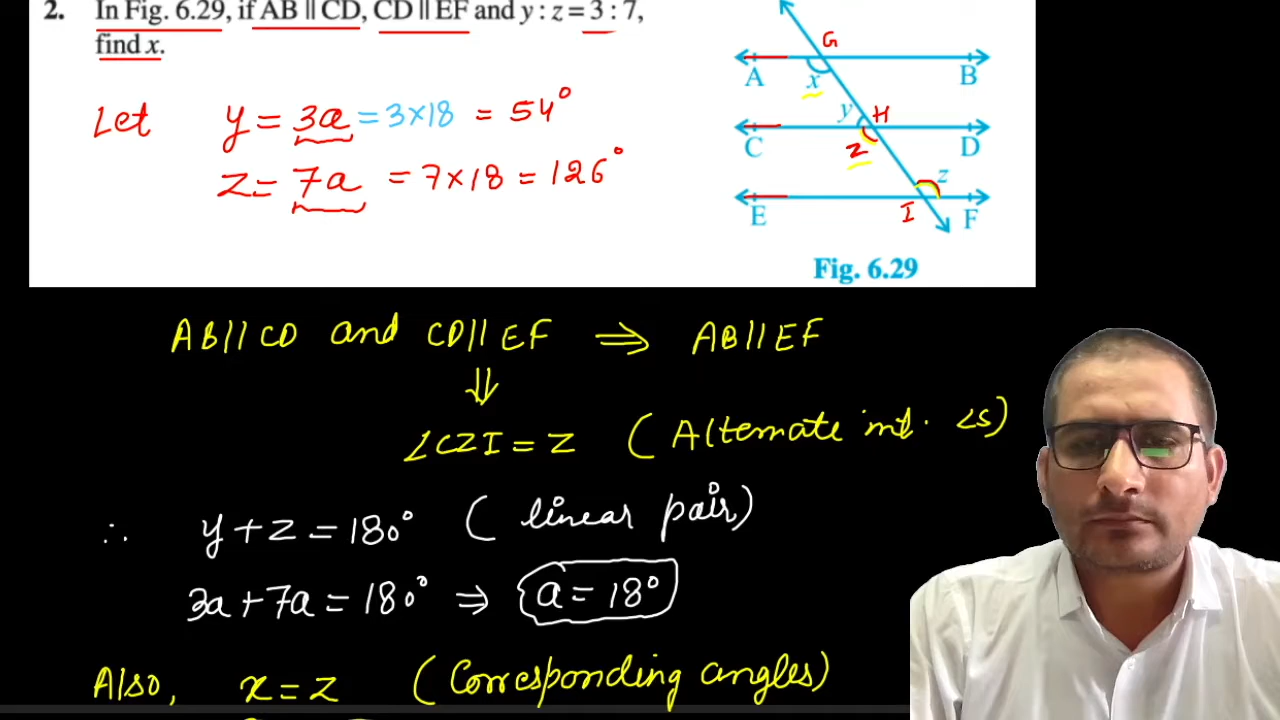 2. In Fig. 6.29, if AB || CD, CD || EF and y : z = 3 : 7,
find x.
Let y = 3a = 3×18 = 54°
z = 7a = 7×18 = 126°
G
A x B
y H
C z D
z
E I F
Fig. 6.29
AB || CD and CD || EF ⇒ AB || EF
⇓
∠CZI = z (Alternate int. ∠s)
∴ y + z = 180° (linear pair)
3a + 7a = 180° ⇒ a = 18°
Also, x = z (Corresponding angles)